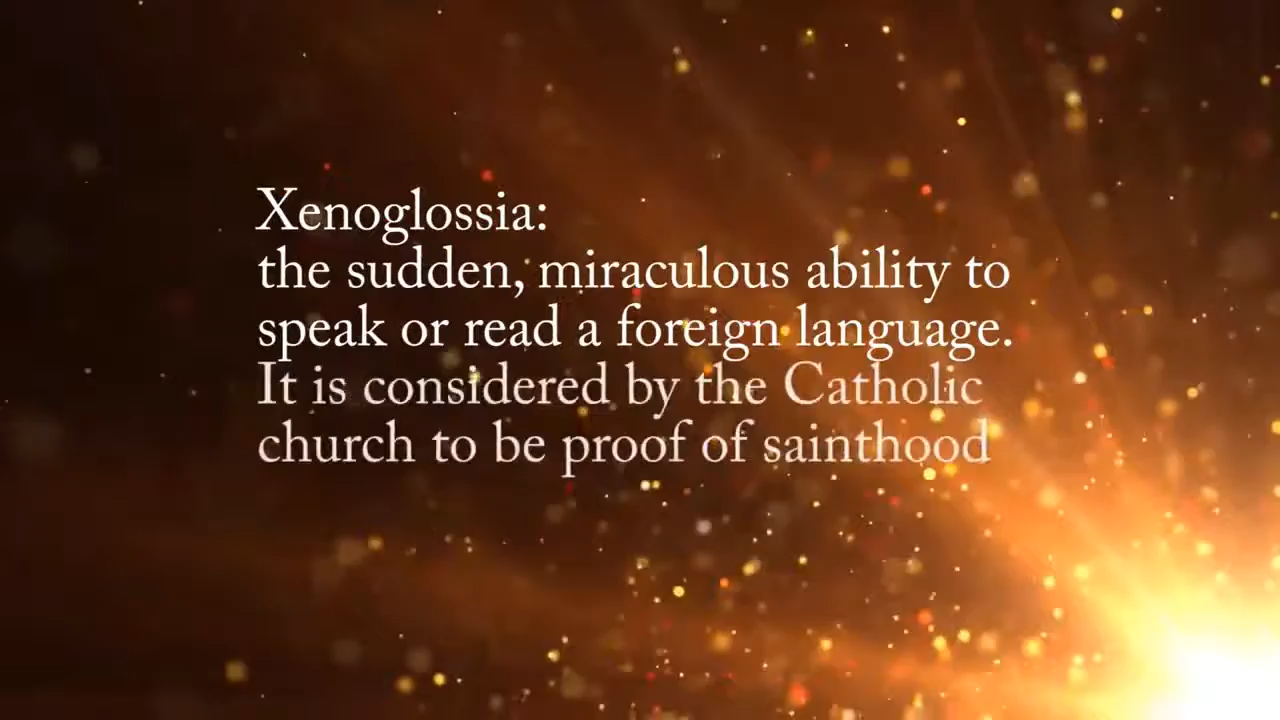 Xenoglossia:
the sudden, miraculous ability to
speak or read a foreign language.
It is considered by the Catholic
church to be proof of sainthood